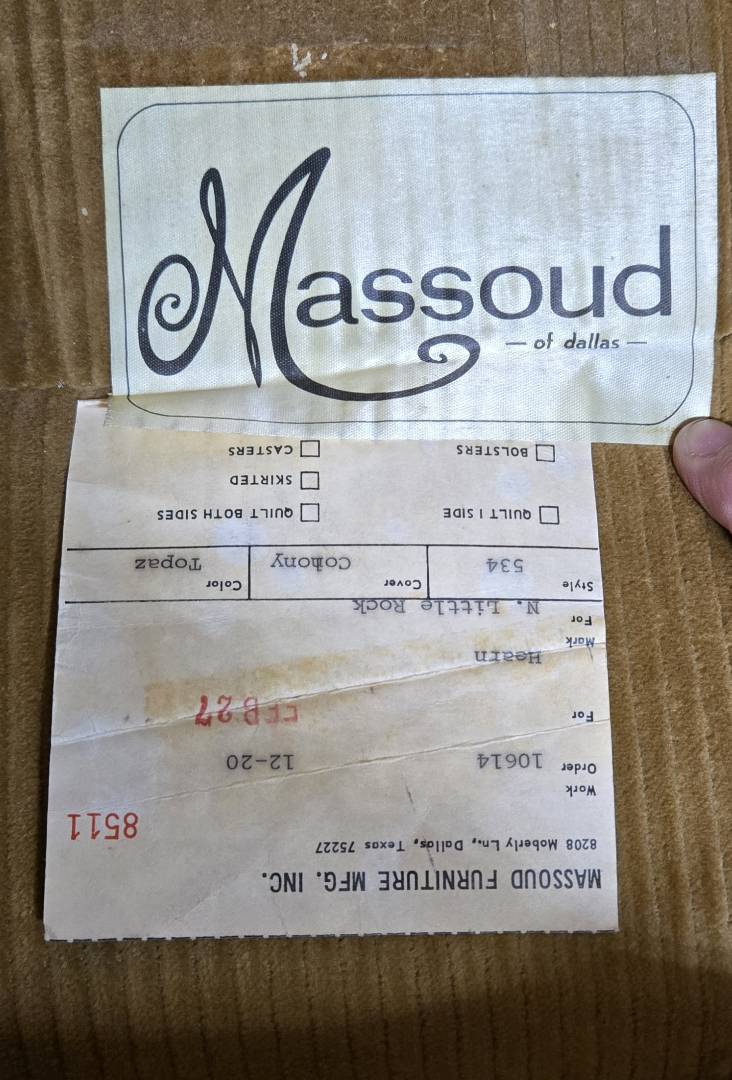 Massoud
— of dallas —
MASSOUD FURNITURE MFG. INC.
8208 Moberly Ln., Dallas, Texas 75227
8511
Work
Order 10614 12-20
For FEB 27
Hearn
Mark
For
N. Little Rock
Style Cover Color
534 Colony Topaz
QUILT 1 SIDE QUILT BOTH SIDES
SKIRTED
BOLSTERS CASTERS